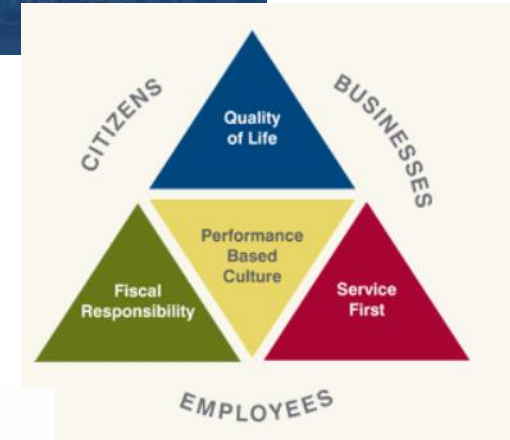 CITIZENS
BUSINESSES
Quality
of Life
Performance
Based
Culture
Fiscal
Responsibility
Service
First
EMPLOYEES